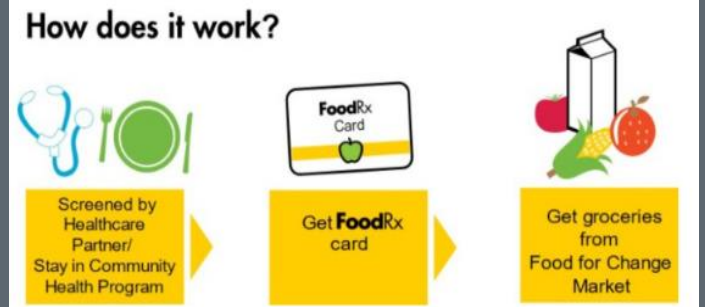 How does it work?
FoodRx
Card
Screened by
Healthcare
Partner/
Stay in Community
Health Program
Get FoodRx
card
Get groceries
from
Food for Change
Market